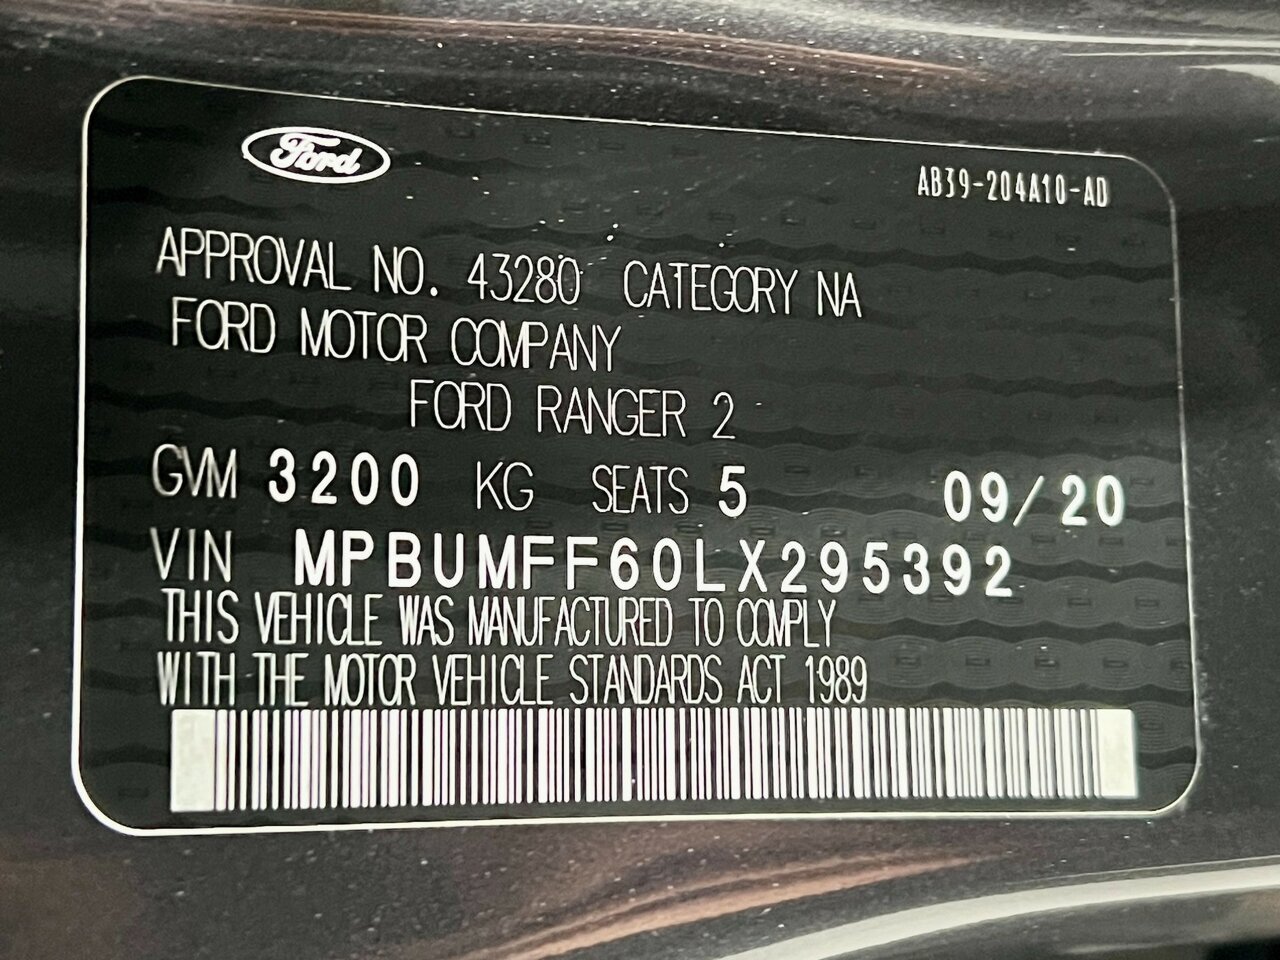 Ford
AB39-204A10-AD
APPROVAL NO. 43280 CATEGORY NA
FORD MOTOR COMPANY
FORD RANGER 2
GVM 3200 KG SEATS 5 09/20
VIN MPBUMFF60LX295392
THIS VEHICLE WAS MANUFACTURED TO COMPLY
WITH THE MOTOR VEHICLE STANDARDS ACT 1989